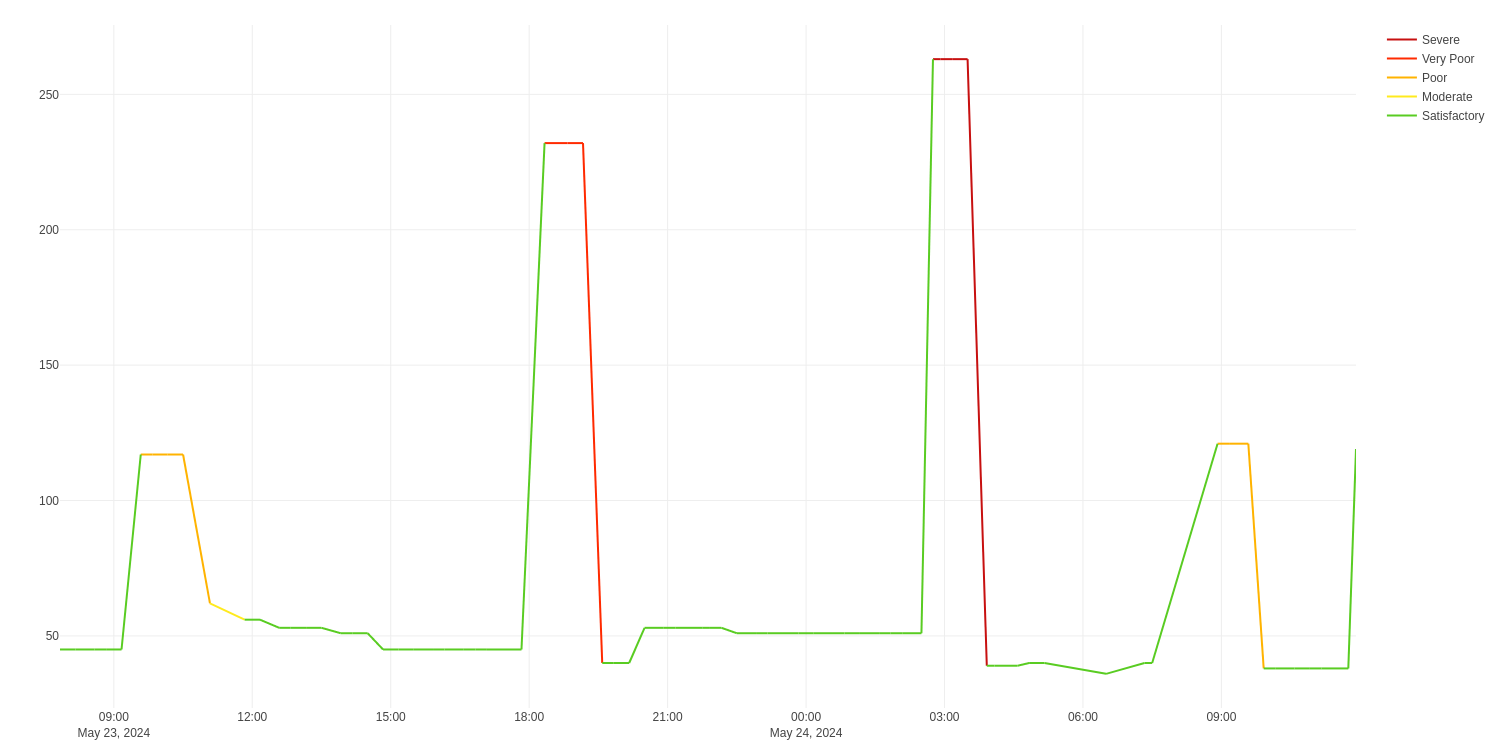 250
200
150
100
50
09:00
May 23, 2024
12:00
15:00
18:00
21:00
00:00
May 24, 2024
03:00
06:00
09:00
Severe
Very Poor
Poor
Moderate
Satisfactory